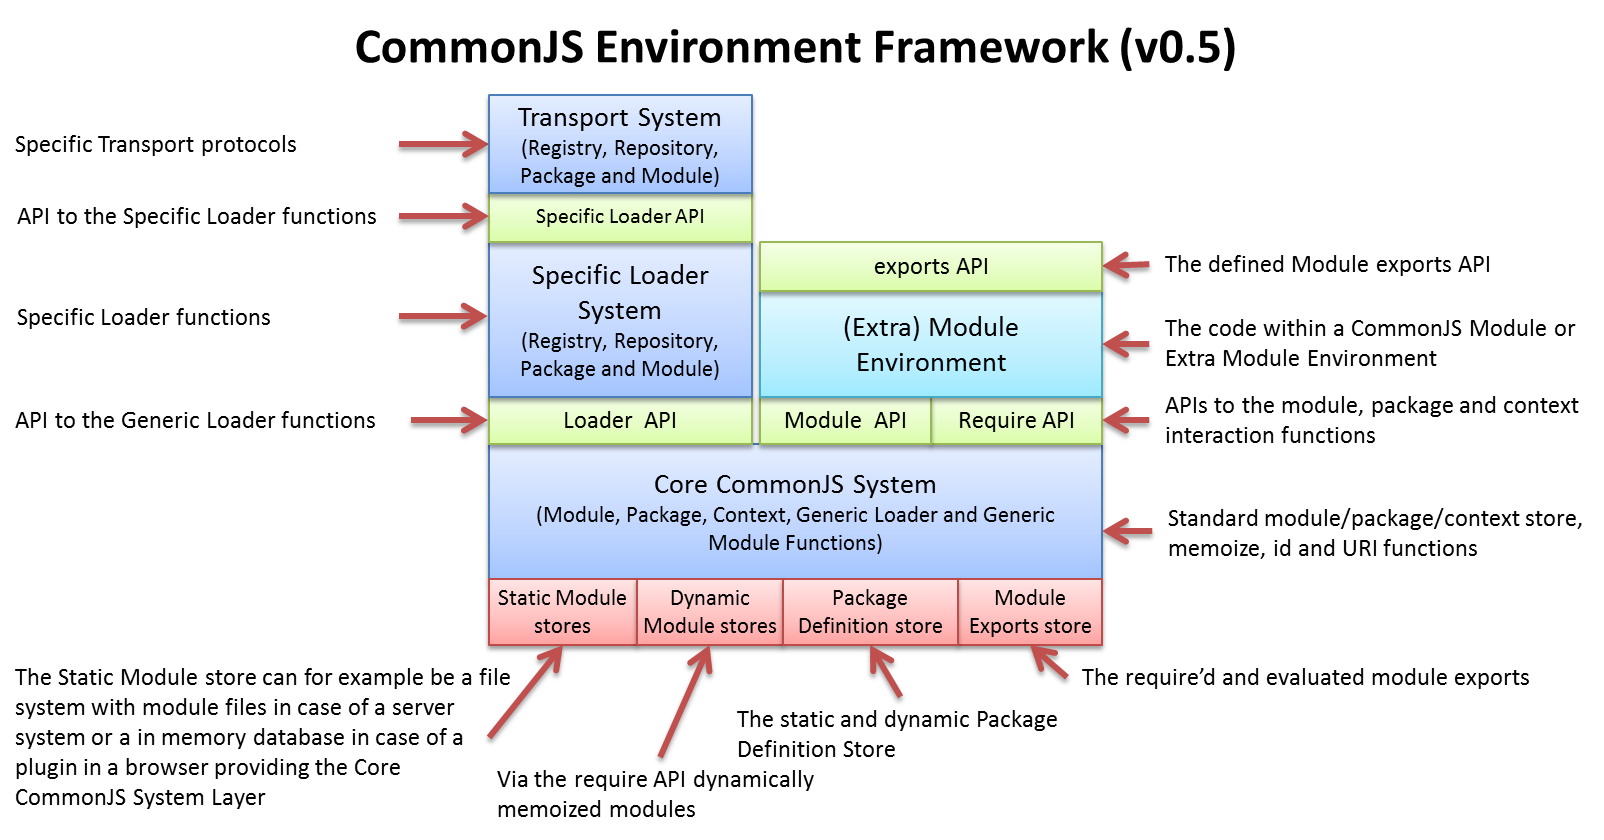 CommonJS Environment Framework (v0.5)
Specific Transport protocols
Transport System
(Registry, Repository,
Package and Module)
API to the Specific Loader functions
Specific Loader API
Specific Loader functions
Specific Loader
System
(Registry, Repository,
Package and Module)
exports API
The defined Module exports API
(Extra) Module
Environment
The code within a CommonJS Module or
Extra Module Environment
API to the Generic Loader functions
Loader API
Module API
Require API
APIs to the module, package and context
interaction functions
Core CommonJS System
(Module, Package, Context, Generic Loader and Generic
Module Functions)
Standard module/package/context store,
memoize, id and URI functions
Static Module
stores
Dynamic
Module stores
Package
Definition store
Module
Exports store
The Static Module store can for example be a file
system with module files in case of a server
system or a in memory database in case of a
plugin in a browser providing the Core
CommonJS System Layer
Via the require API dynamically
memoized modules
The static and dynamic Package
Definition Store
The require’d and evaluated module exports